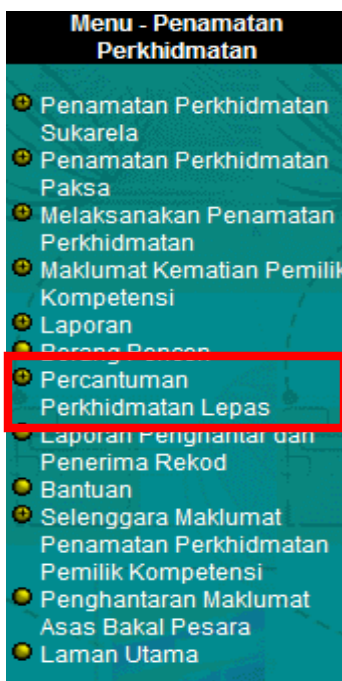 Menu - Penamatan
Perkhidmatan
Penamatan Perkhidmatan
Sukarela
Penamatan Perkhidmatan
Paksa
Melaksanakan Penamatan
Perkhidmatan
Maklumat Kematian Pemilik
Kompetensi
Laporan
Borang Pencen
Percantuman
Perkhidmatan Lepas
Laporan Penghantar dan
Penerima Rekod
Bantuan
Selenggara Maklumat
Penamatan Perkhidmatan
Pemilik Kompetensi
Penghantaran Maklumat
Asas Bakal Pesara
Laman Utama